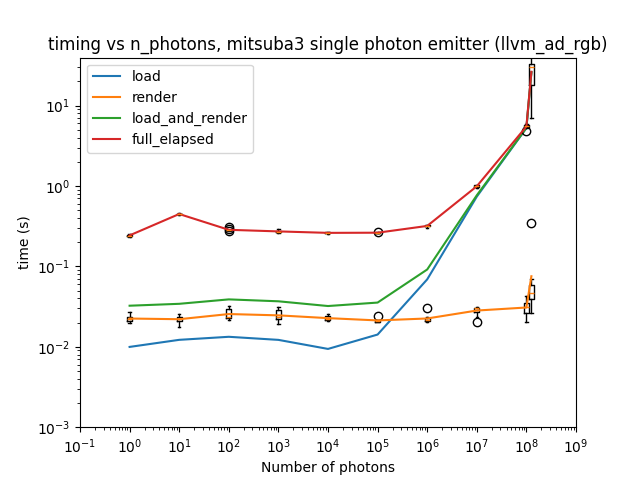 timing vs n_photons, mitsuba3 single photon emitter (llvm_ad_rgb)
load
render
load_and_render
full_elapsed
time (s)
10¹
10⁰
10⁻¹
10⁻²
10⁻³
10⁻¹ 10⁰ 10¹ 10² 10³ 10⁴ 10⁵ 10⁶ 10⁷ 10⁸ 10⁹
Number of photons